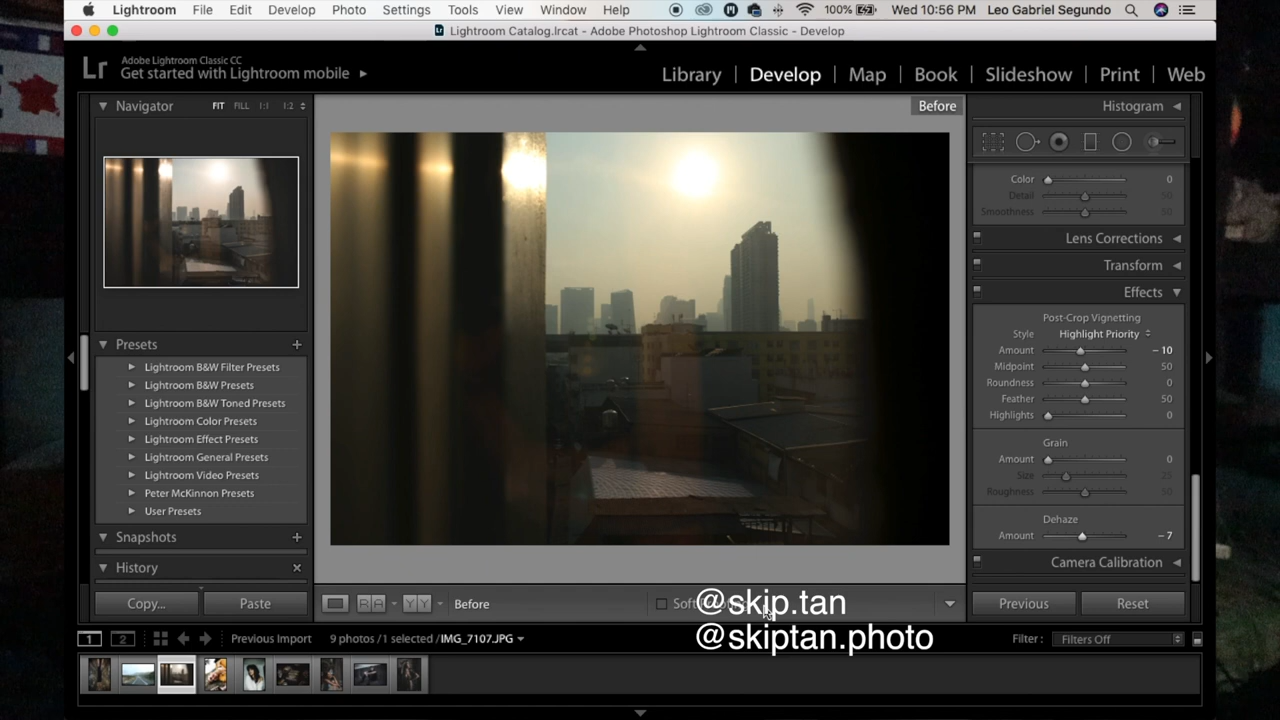 Lightroom File Edit Develop Photo Settings Tools View Window Help 100% Wed 10:56 PM Leo Gabriel Segundo
Lightroom Catalog.lrcat - Adobe Photoshop Lightroom Classic - Develop
Lr Adobe Lightroom Classic CC
Get started with Lightroom mobile
Library | Develop | Map | Book | Slideshow | Print | Web
Navigator FIT FILL 1:1 1:2
Before
Histogram
Color 0
Detail 50
Smoothness 50
Lens Corrections
Transform
Effects
Post-Crop Vignetting
Style Highlight Priority
Amount – 10
Midpoint 50
Roundness 0
Feather 50
Highlights 0
Grain
Amount 0
Size 25
Roughness 50
Dehaze
Amount – 7
Camera Calibration
Presets
Lightroom B&W Filter Presets
Lightroom B&W Presets
Lightroom B&W Toned Presets
Lightroom Color Presets
Lightroom Effect Presets
Lightroom General Presets
Lightroom Video Presets
Peter McKinnon Presets
User Presets
Snapshots
History
Copy... Paste
R A Y Y Before
Soft
Previous Reset
@skip.tan
@skiptan.photo
1 2 Previous Import 9 photos /1 selected /IMG_7107.JPG Filter : Filters Off